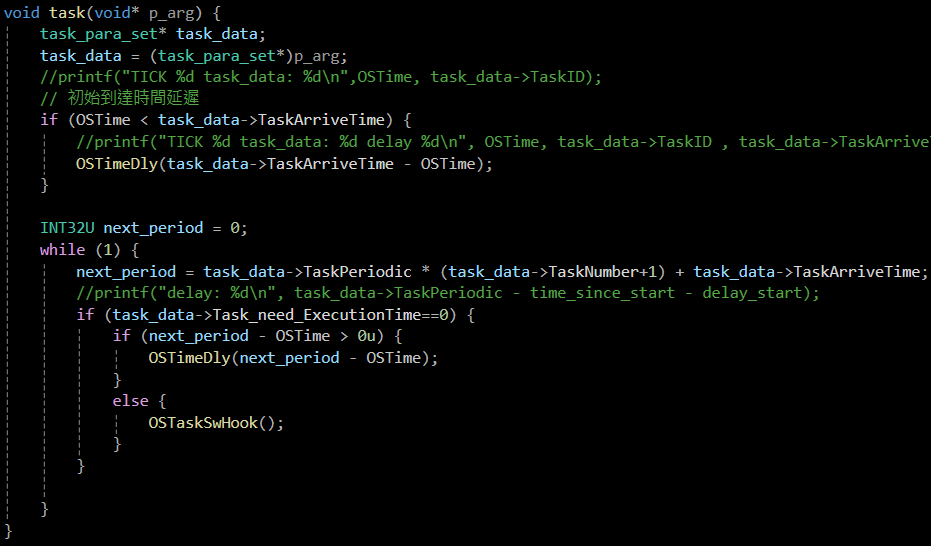 void task(void* p_arg) {
task_para_set* task_data;
task_data = (task_para_set*)p_arg;
//printf("TICK %d task_data: %d\n",OSTime, task_data->TaskID);
// 初始到達時間延遲
if (OSTime < task_data->TaskArriveTime) {
//printf("TICK %d task_data: %d delay %d\n", OSTime, task_data->TaskID , task_data->TaskArrive
OSTimeDly(task_data->TaskArriveTime - OSTime);
}
INT32U next_period = 0;
while (1) {
next_period = task_data->TaskPeriodic * (task_data->TaskNumber+1) + task_data->TaskArriveTime;
//printf("delay: %d\n", task_data->TaskPeriodic - time_since_start - delay_start);
if (task_data->Task_need_ExecutionTime==0) {
if (next_period - OSTime > 0u) {
OSTimeDly(next_period - OSTime);
}
else {
OSTaskSwHook();
}
}
}
}